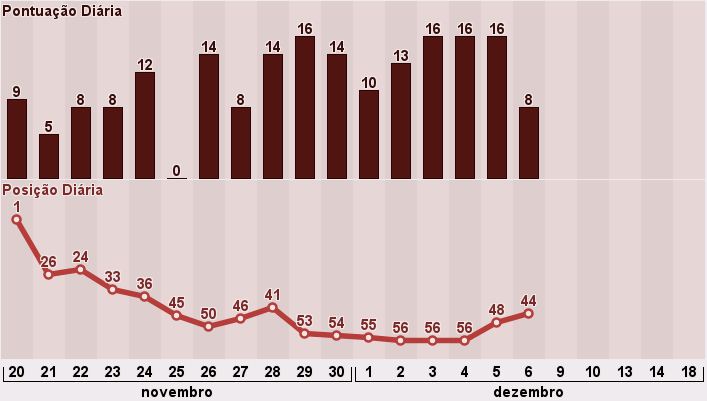 Pontuação Diária
9 5 8 8 12 0 14 8 14 16 14 10 13 16 16 16 8
Posição Diária
1 26 24 33 36 45 50 46 41 53 54 55 56 56 56 48 44
20 21 22 23 24 25 26 27 28 29 30 1 2 3 4 5 6 9 10 13 14 18
novembro dezembro